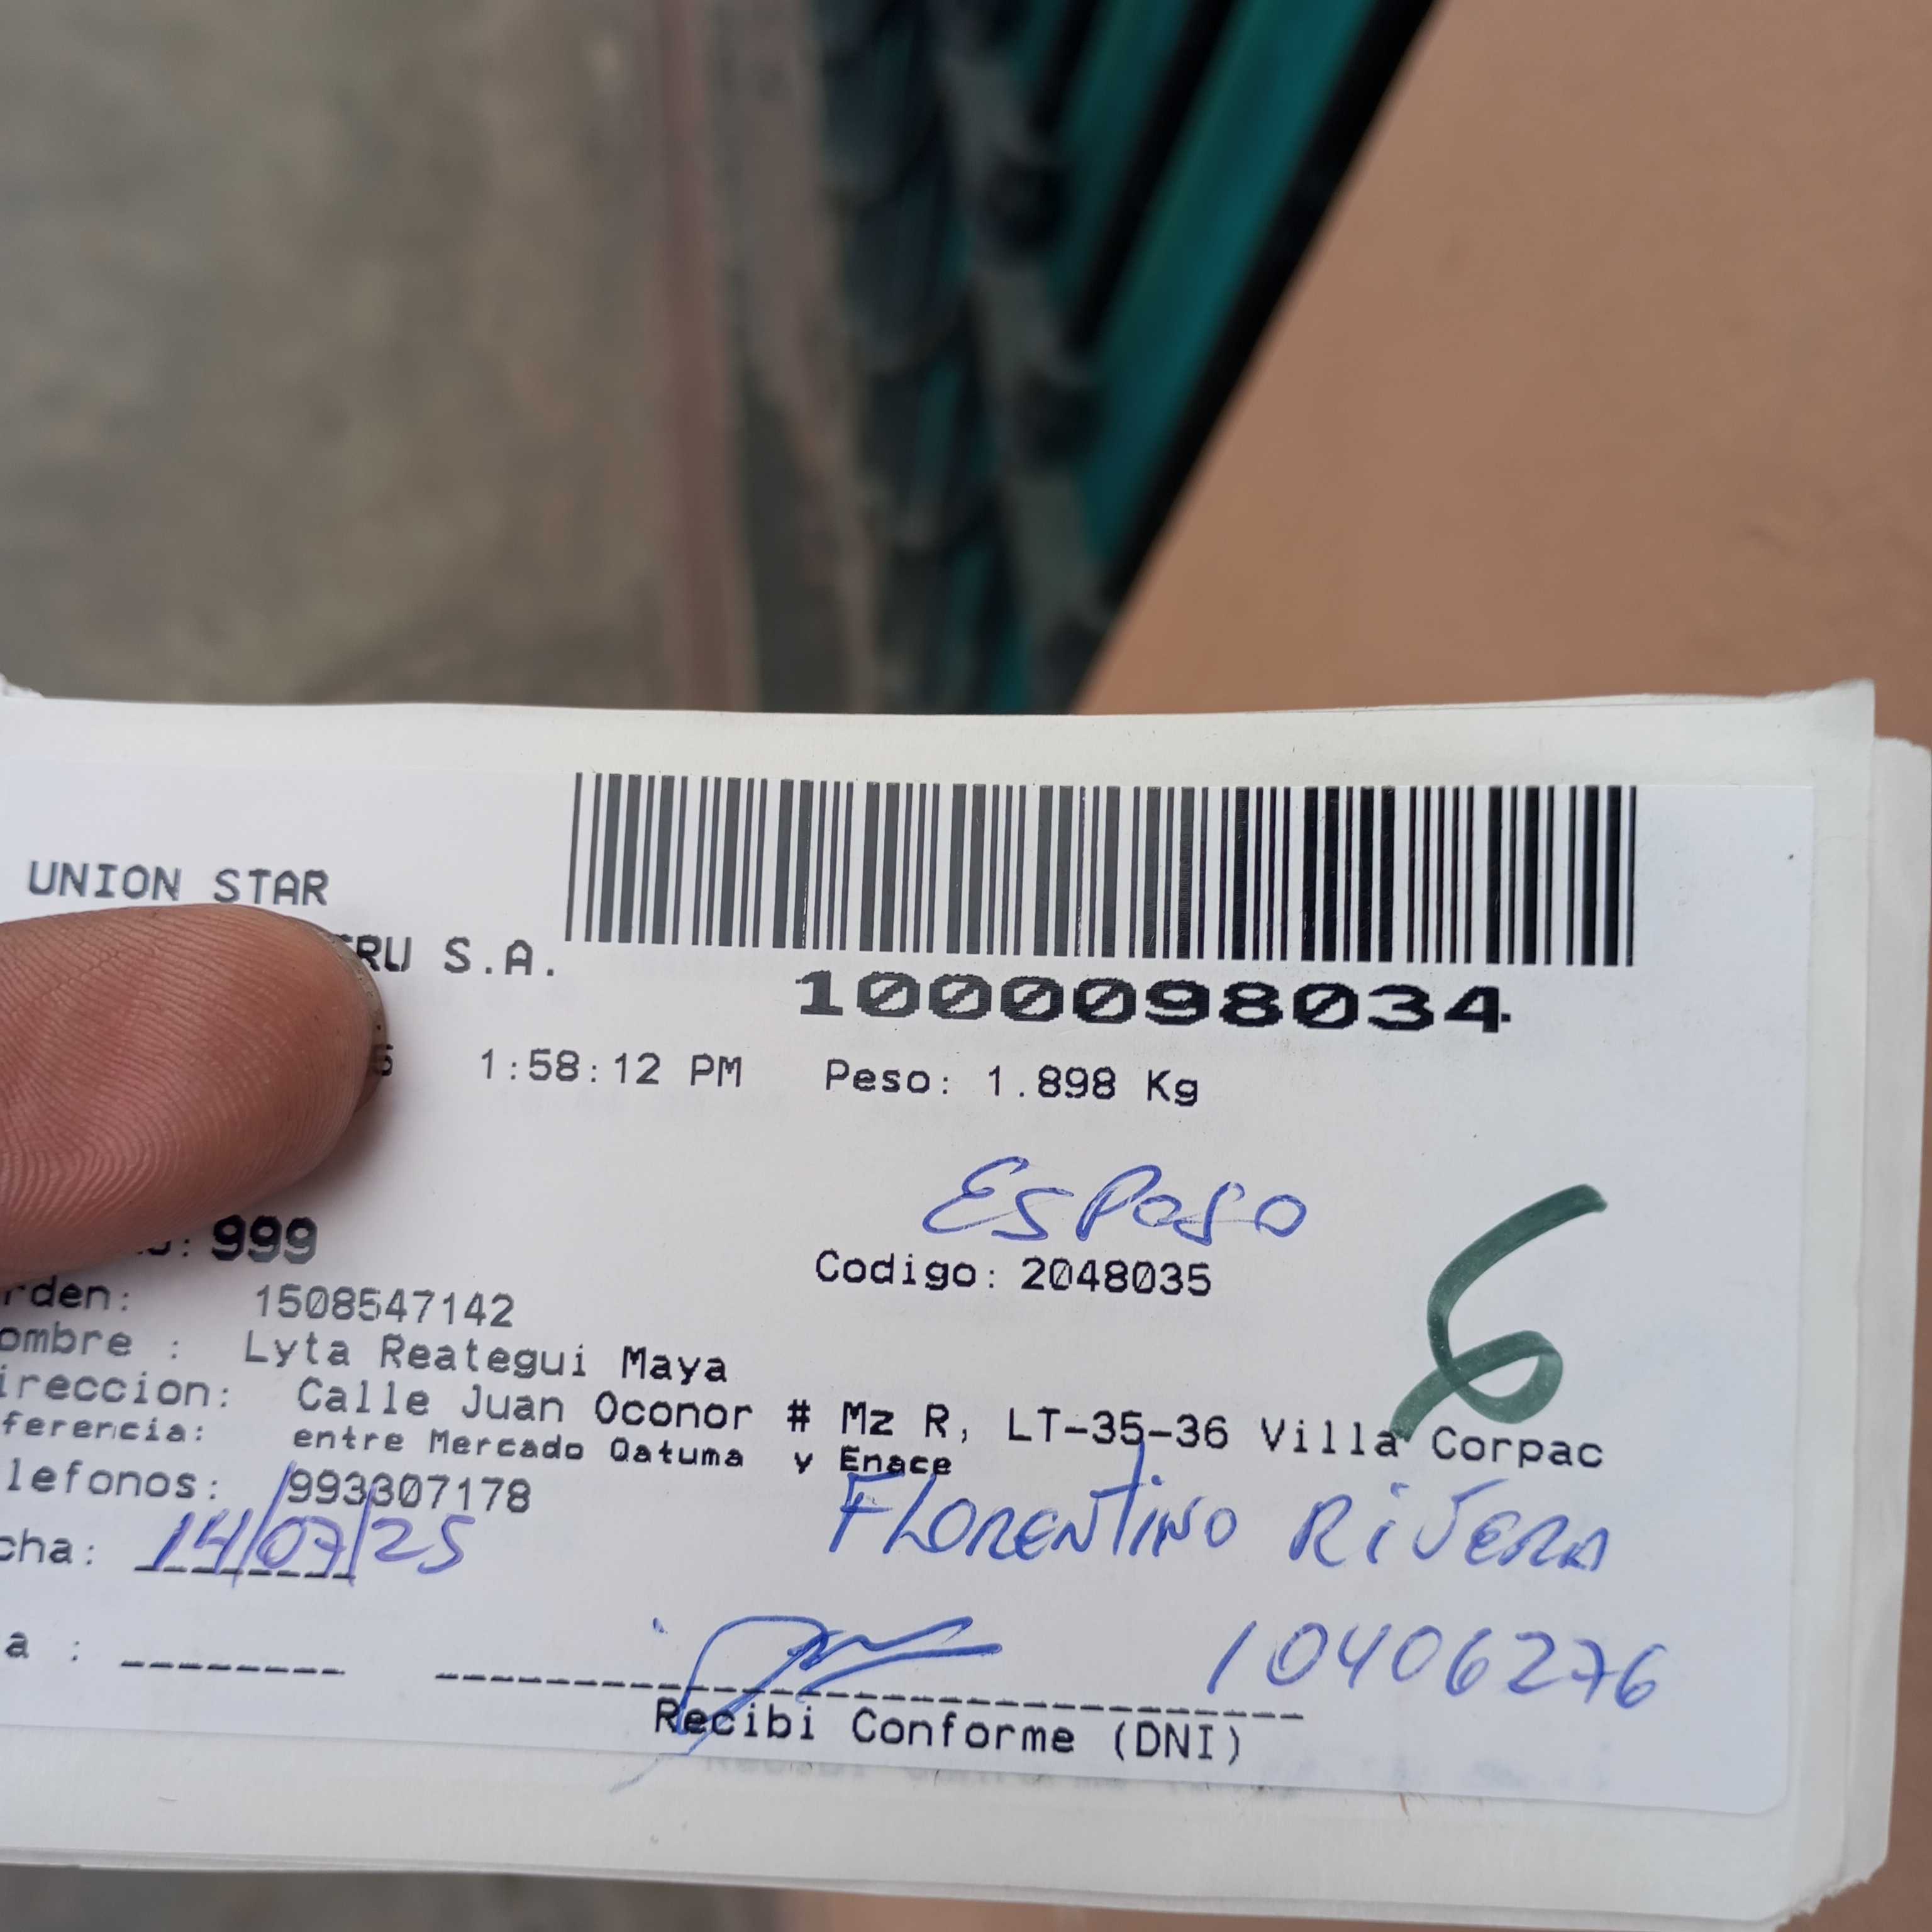 UNION STAR
S.A.
1000098034
1:58:12 PM Peso: 1.898 Kg
ESPOSO
999
Codigo: 2048035
rden: 1508547142
ombre : Lyta Reategui Maya
6
ireccion: Calle Juan Oconor # Mz R, LT-35-36 Villa Corpac
ferencia: entre Mercado Qatuma y Enace
lefonos: 993307178
FLORENTINO RIVERA
cha: 14/07/25
a :
10406276
Recibi Conforme (DNI)